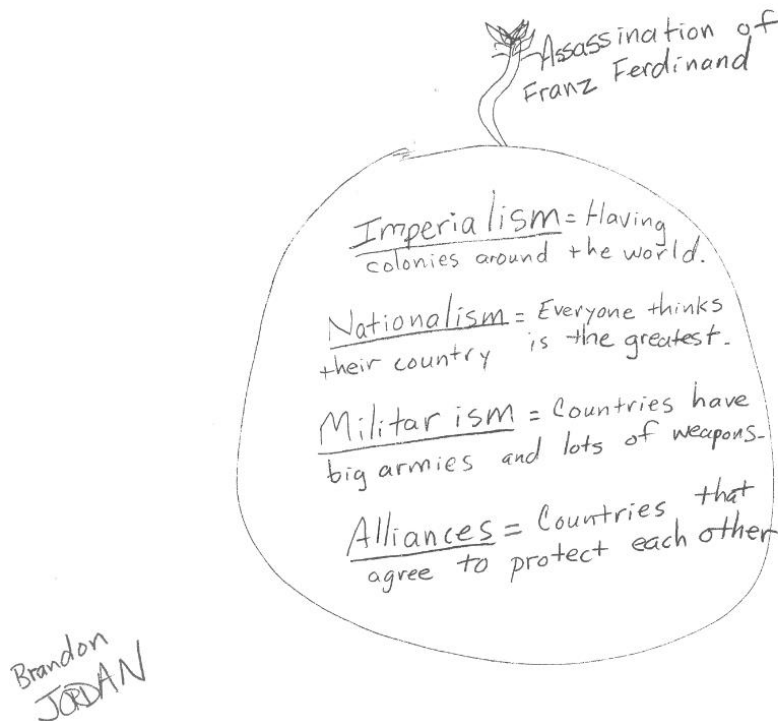 Assassination of
Franz Ferdinand
Imperialism = Having
colonies around the world.
Nationalism = Everyone thinks
their country is the greatest.
Militarism = Countries have
big armies and lots of weapons.
Alliances = Countries that
agree to protect each other
Brandon
JORDAN